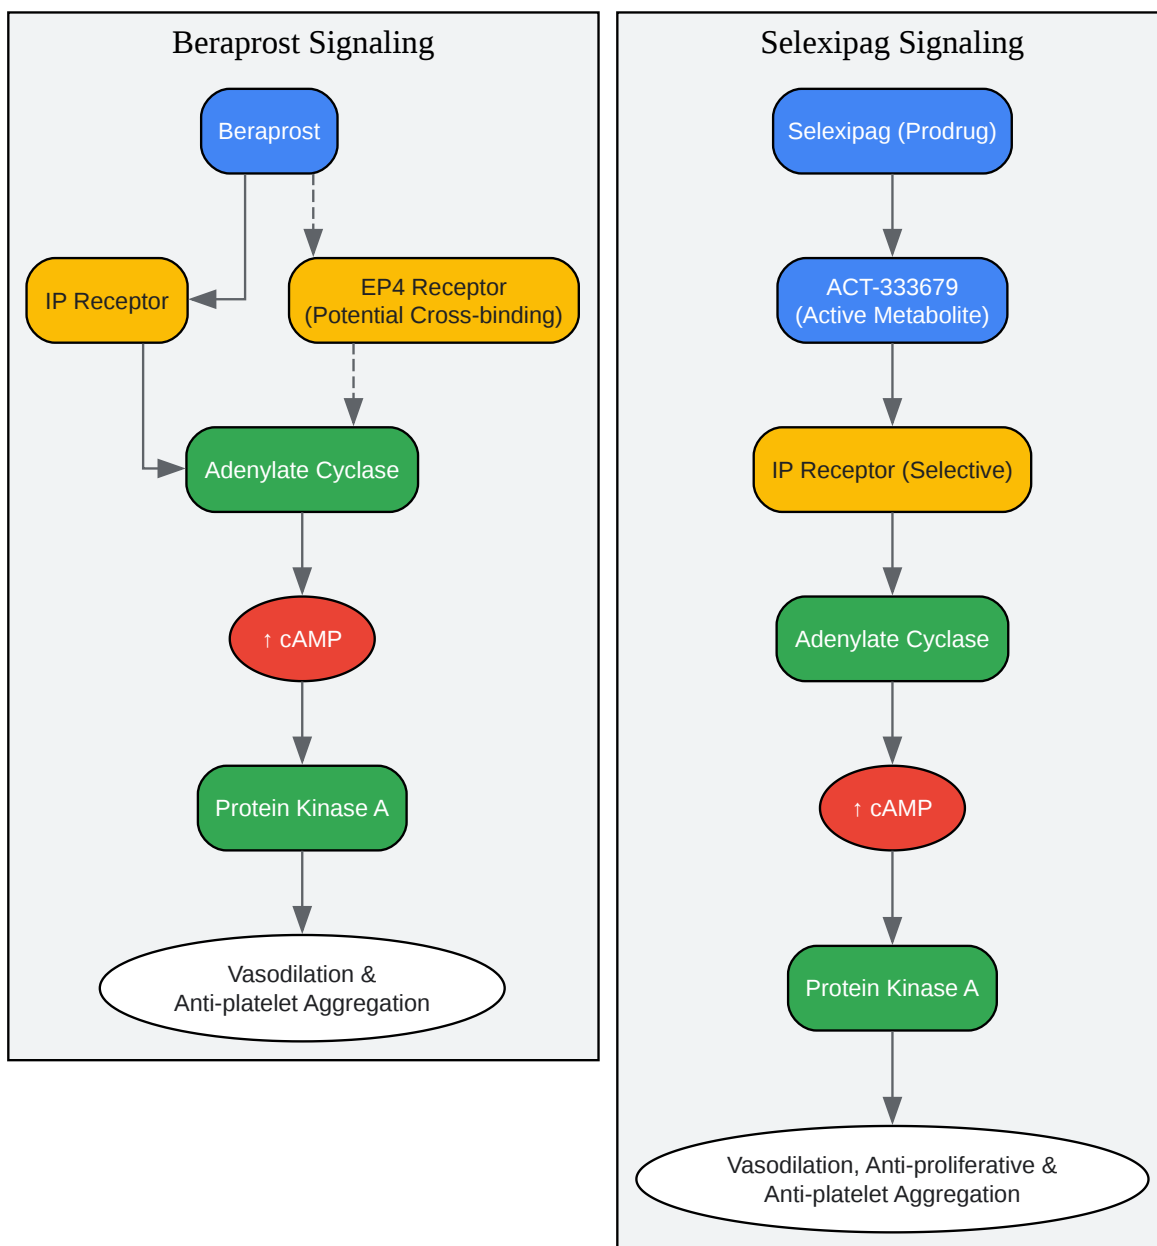 Beraprost Signaling
Beraprost
IP Receptor
EP4 Receptor
(Potential Cross-binding)
Adenylate Cyclase
↑ cAMP
Protein Kinase A
Vasodilation &
Anti-platelet Aggregation
Selexipag Signaling
Selexipag (Prodrug)
ACT-333679
(Active Metabolite)
IP Receptor (Selective)
Adenylate Cyclase
↑ cAMP
Protein Kinase A
Vasodilation, Anti-proliferative &
Anti-platelet Aggregation